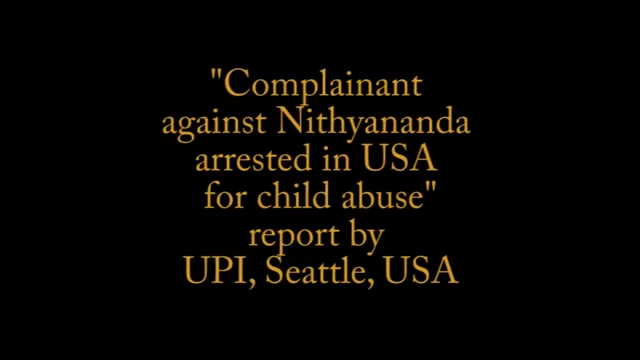 "Complainant
against Nithyananda
arrested in USA
for child abuse"
report by
UPI, Seattle, USA